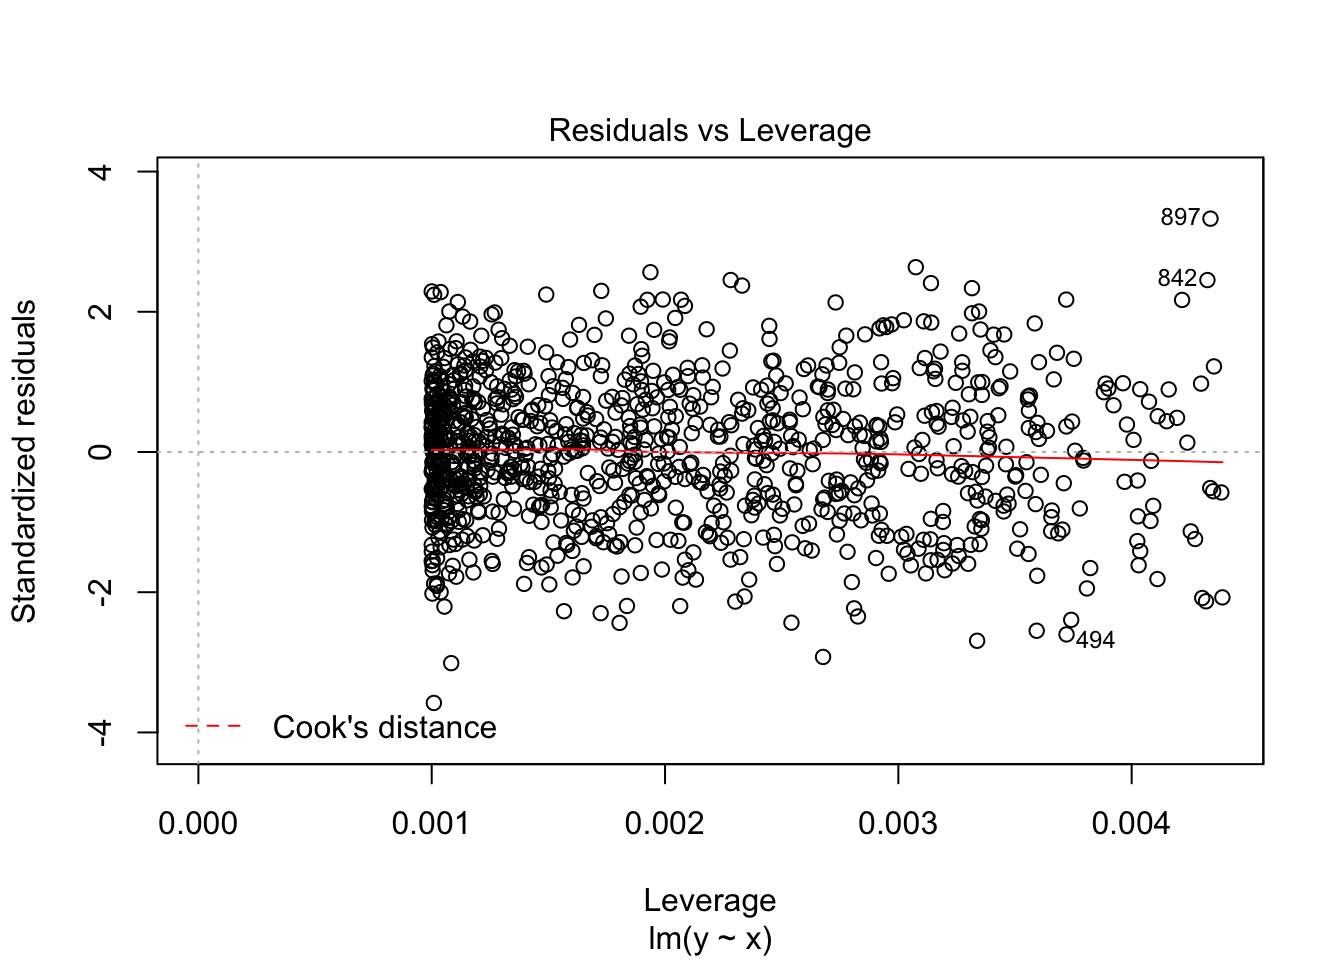 Residuals vs Leverage
Standardized residuals
4
2
0
-2
-4
897
842
494
Cook's distance
0.000 0.001 0.002 0.003 0.004
Leverage
lm(y ~ x)